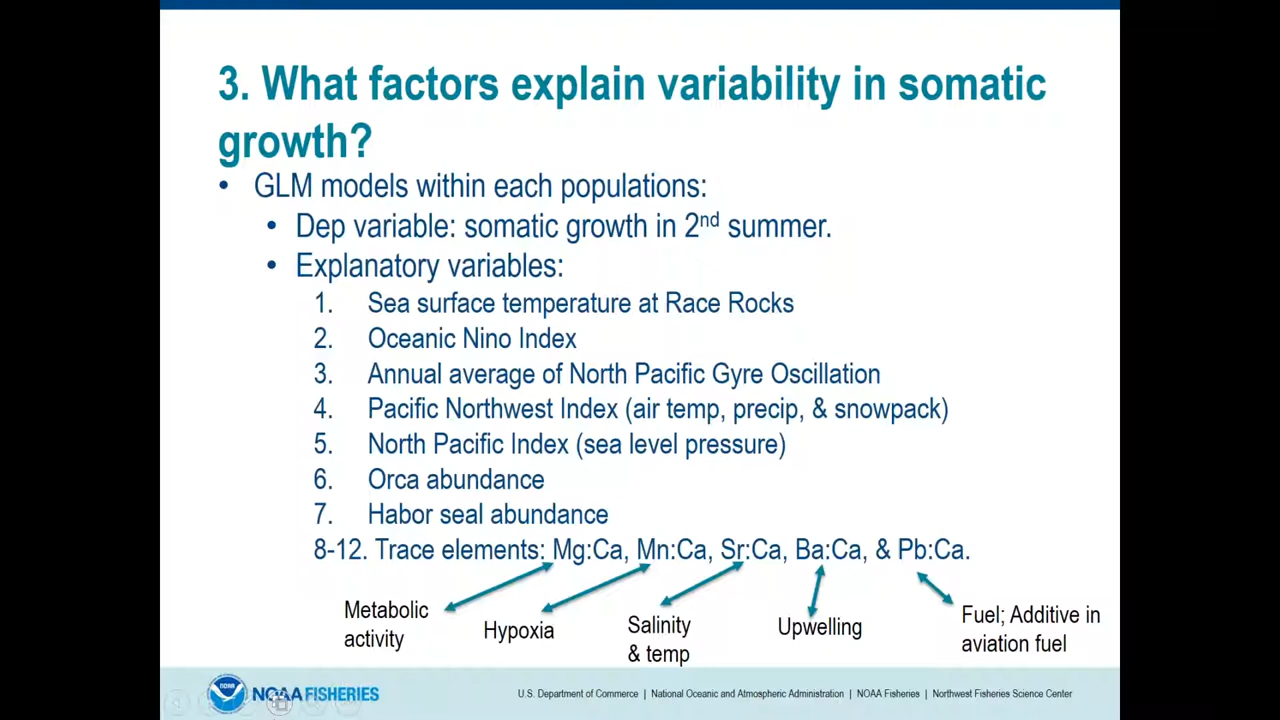 3. What factors explain variability in somatic
growth?
• GLM models within each populations:
• Dep variable: somatic growth in 2nd summer.
• Explanatory variables:
1. Sea surface temperature at Race Rocks
2. Oceanic Nino Index
3. Annual average of North Pacific Gyre Oscillation
4. Pacific Northwest Index (air temp, precip, & snowpack)
5. North Pacific Index (sea level pressure)
6. Orca abundance
7. Habor seal abundance
8-12. Trace elements: Mg:Ca, Mn:Ca, Sr:Ca, Ba:Ca, & Pb:Ca.
Metabolic
activity
Hypoxia
Salinity
& temp
Upwelling
Fuel; Additive in
aviation fuel
NOAA
NOAA FISHERIES
U.S. Department of Commerce | National Oceanic and Atmospheric Administration | NOAA Fisheries | Northwest Fisheries Science Center